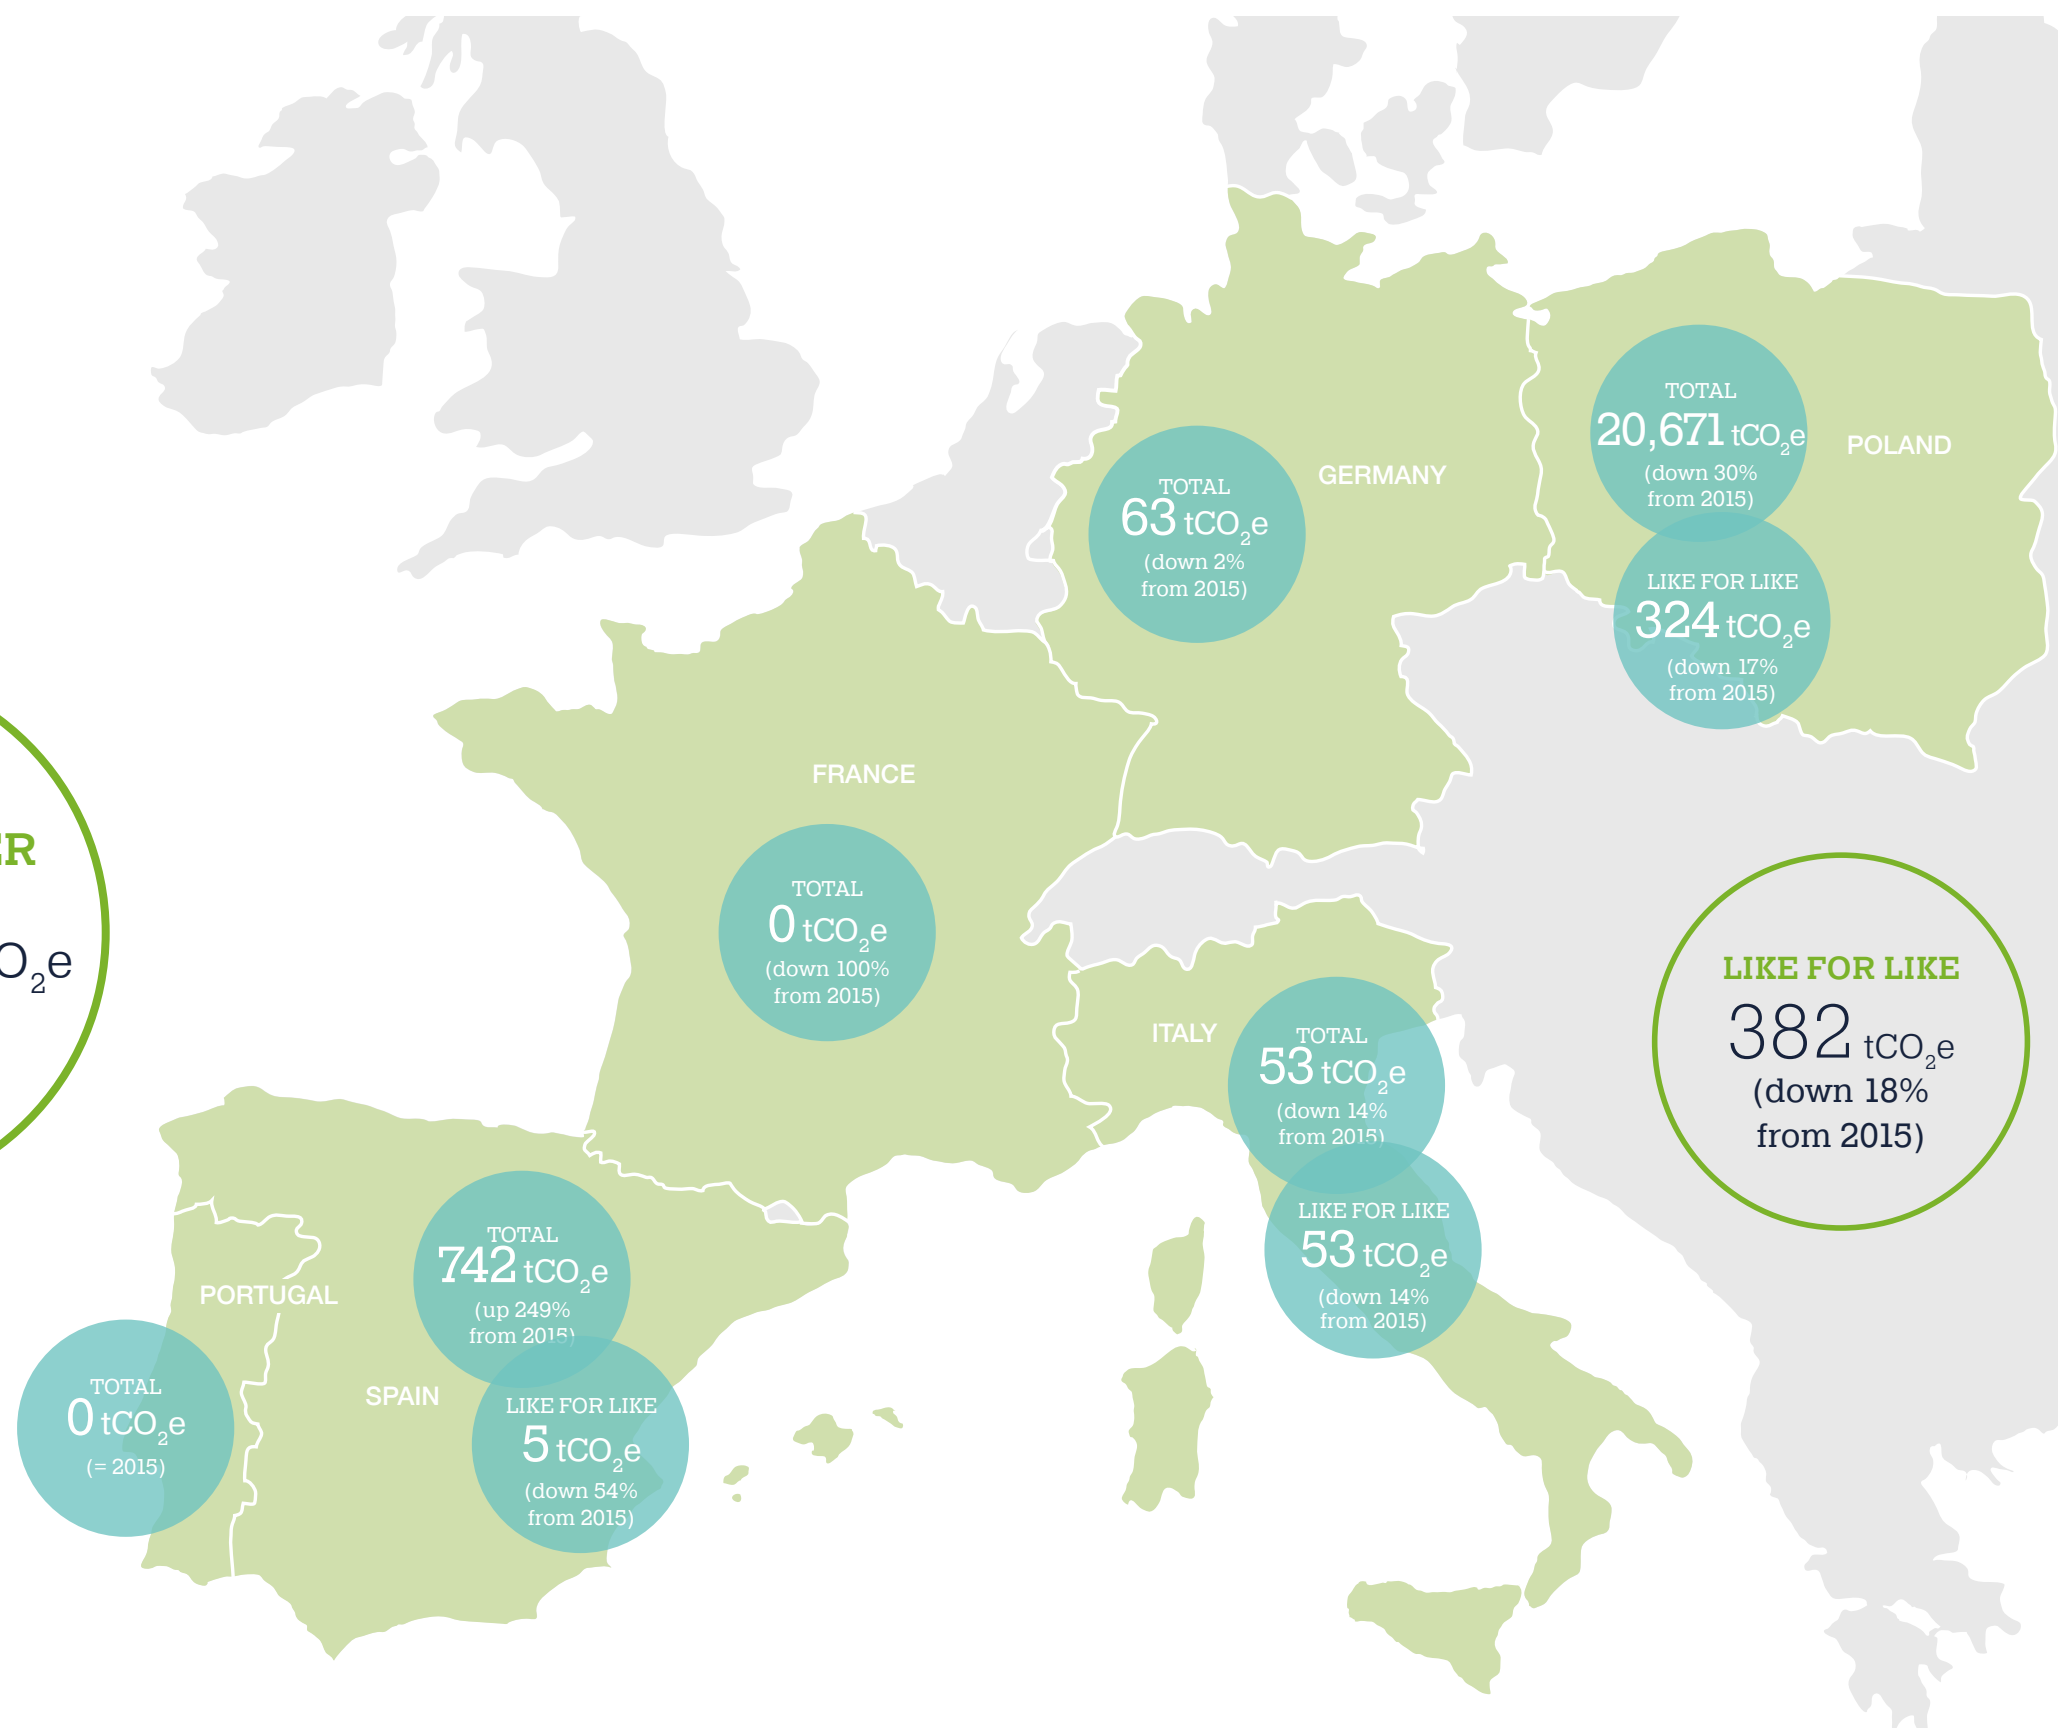 TOTAL
20,671 tCO₂e
(down 30%
from 2015)
POLAND
LIKE FOR LIKE
324 tCO₂e
(down 17%
from 2015)
GERMANY
TOTAL
63 tCO₂e
(down 2%
from 2015)
FRANCE
TOTAL
0 tCO₂e
(down 100%
from 2015)
O₂e
ITALY
TOTAL
53 tCO₂e
(down 14%
from 2015)
LIKE FOR LIKE
53 tCO₂e
(down 14%
from 2015)
LIKE FOR LIKE
382 tCO₂e
(down 18%
from 2015)
PORTUGAL
TOTAL
0 tCO₂e
(= 2015)
SPAIN
TOTAL
742 tCO₂e
(up 249%
from 2015)
LIKE FOR LIKE
5 tCO₂e
(down 54%
from 2015)